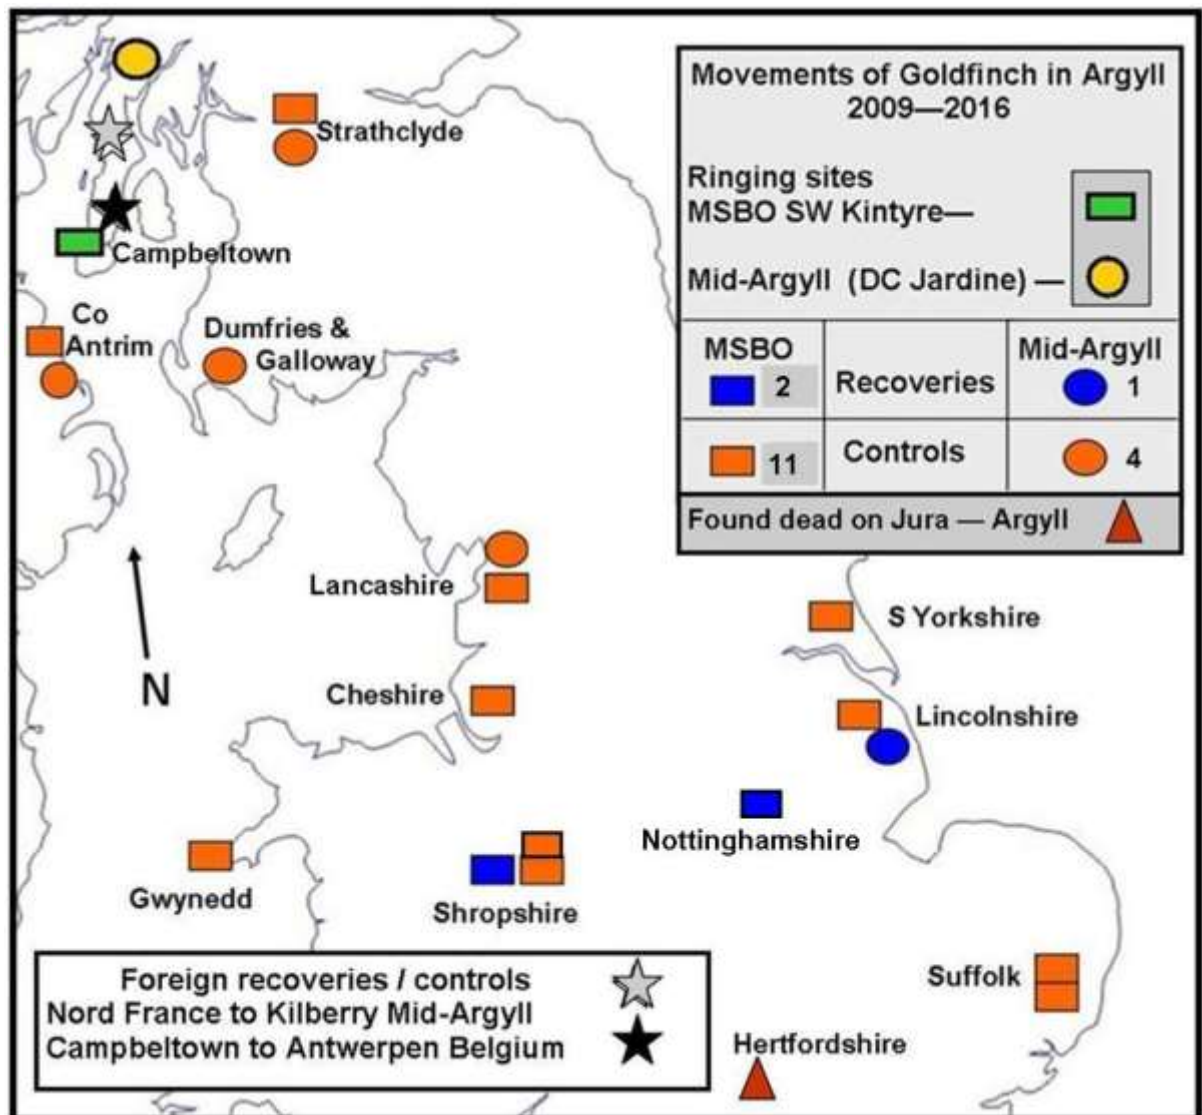 Movements of Goldfinch in Argyll
2009—2016
Ringing sites
MSBO SW Kintyre—
Mid-Argyll (DC Jardine) —
MSBO
Mid-Argyll
2
Recoveries
1
11
Controls
4
Found dead on Jura — Argyll
Strathclyde
Campbeltown
Co
Antrim
Dumfries &
Galloway
Lancashire
S Yorkshire
N
Cheshire
Lincolnshire
Nottinghamshire
Gwynedd
Shropshire
Suffolk
Hertfordshire
Foreign recoveries / controls
Nord France to Kilberry Mid-Argyll
Campbeltown to Antwerpen Belgium